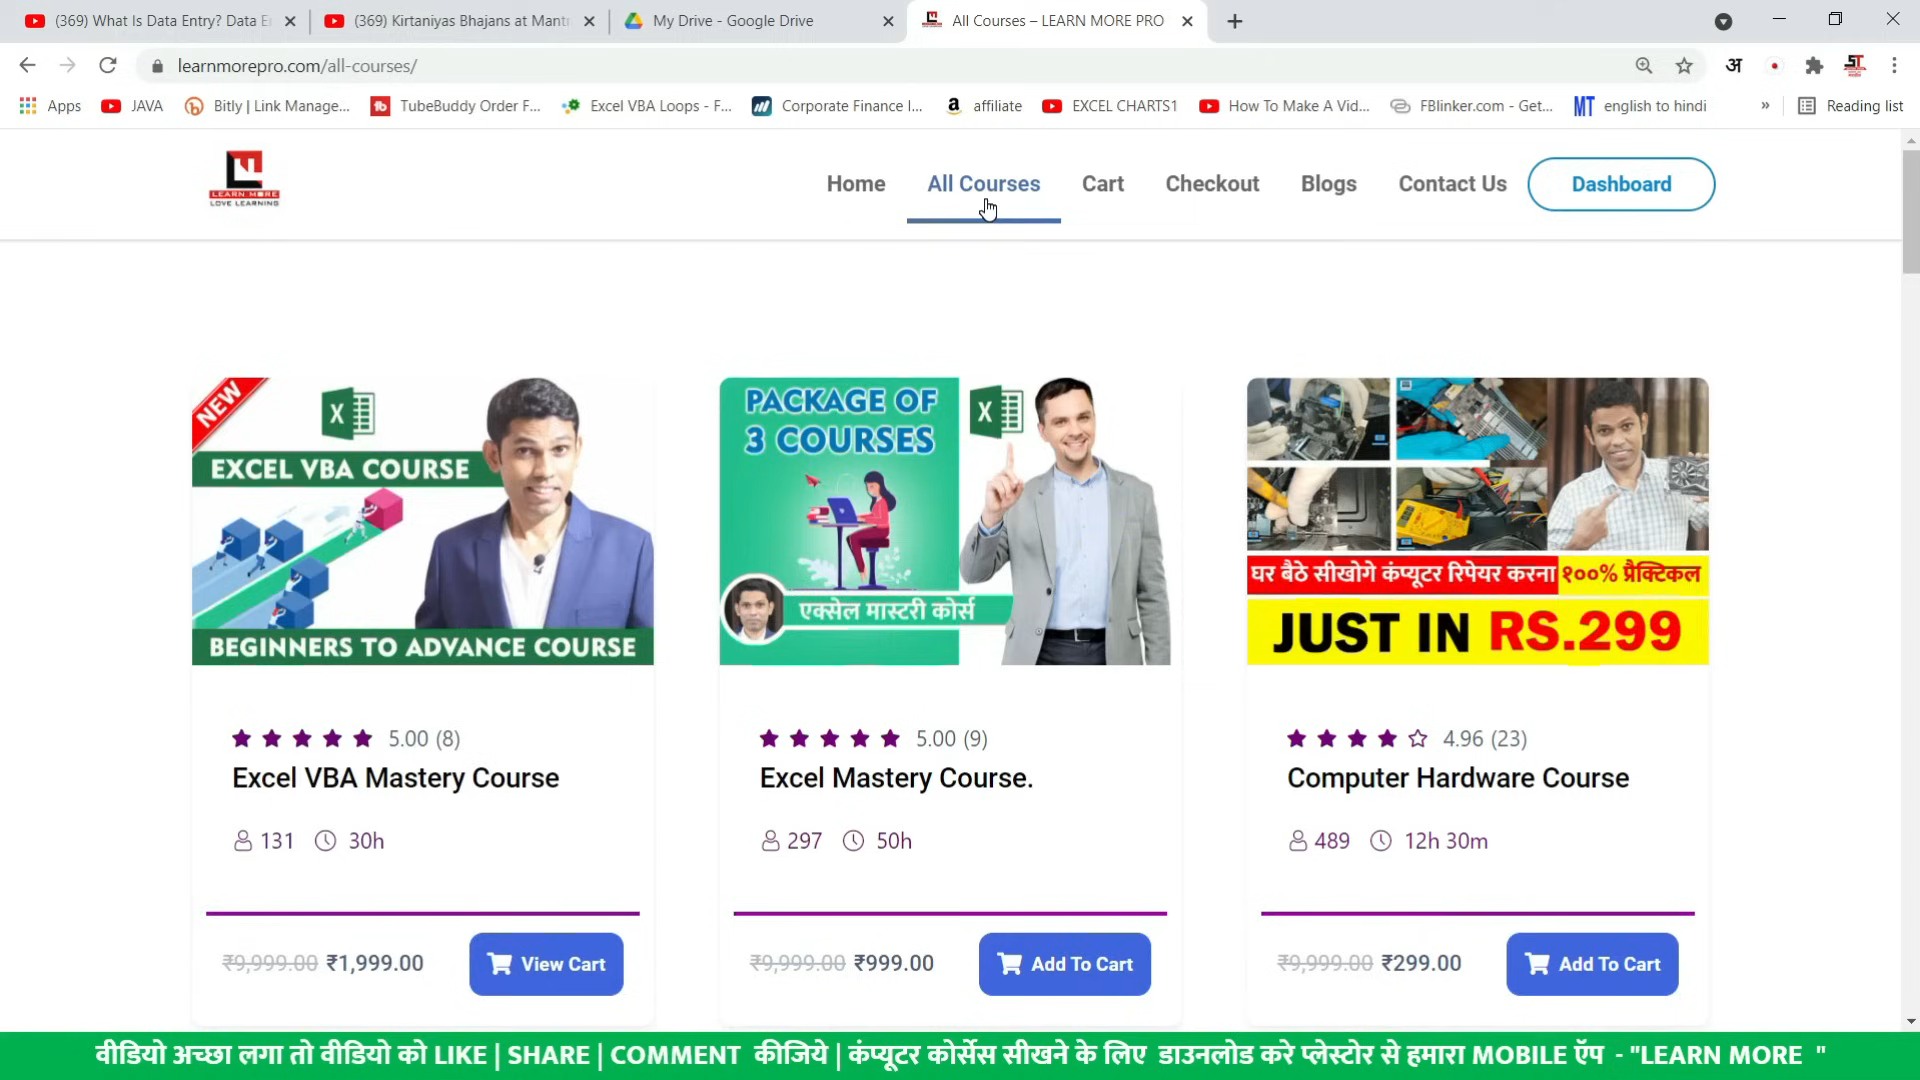 (369) What Is Data Entry? Data E
(369) Kirtaniyas Bhajans at Mantr
My Drive - Google Drive
All Courses – LEARN MORE PRO
learnmorepro.com/all-courses/
अ
Apps
JAVA
Bitly | Link Manage...
TubeBuddy Order F...
Excel VBA Loops - F...
Corporate Finance I...
affiliate
EXCEL CHARTS1
How To Make A Vid...
FBlinker.com - Get...
MT english to hindi
»
Reading list
LEARN MORE
LOVE LEARNING
Home
All Courses
Cart
Checkout
Blogs
Contact Us
Dashboard
NEW
X
EXCEL VBA COURSE
BEGINNERS TO ADVANCE COURSE
5.00 (8)
Excel VBA Mastery Course
131 30h
₹9,999.00 ₹1,999.00
View Cart
PACKAGE OF
3 COURSES
X
एक्सेल मास्टरी कोर्स
5.00 (9)
Excel Mastery Course.
297 50h
₹9,999.00 ₹999.00
Add To Cart
घर बैठे सीखोगे कंप्यूटर रिपेयर करना १००% प्रैक्टिकल
JUST IN RS.299
4.96 (23)
Computer Hardware Course
489 12h 30m
₹9,999.00 ₹299.00
Add To Cart
वीडियो अच्छा लगा तो वीडियो को LIKE | SHARE | COMMENT कीजिये | कंप्यूटर कोर्सेस सीखने के लिए डाउनलोड करे प्लेस्टोर से हमारा MOBILE ऍप - "LEARN MORE "